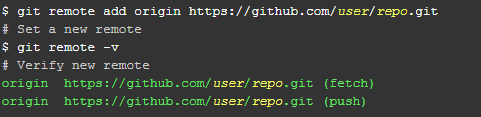 $ git remote add origin https://github.com/user/repo.git
# Set a new remote
$ git remote -v
# Verify new remote
origin  https://github.com/user/repo.git (fetch)
origin  https://github.com/user/repo.git (push)